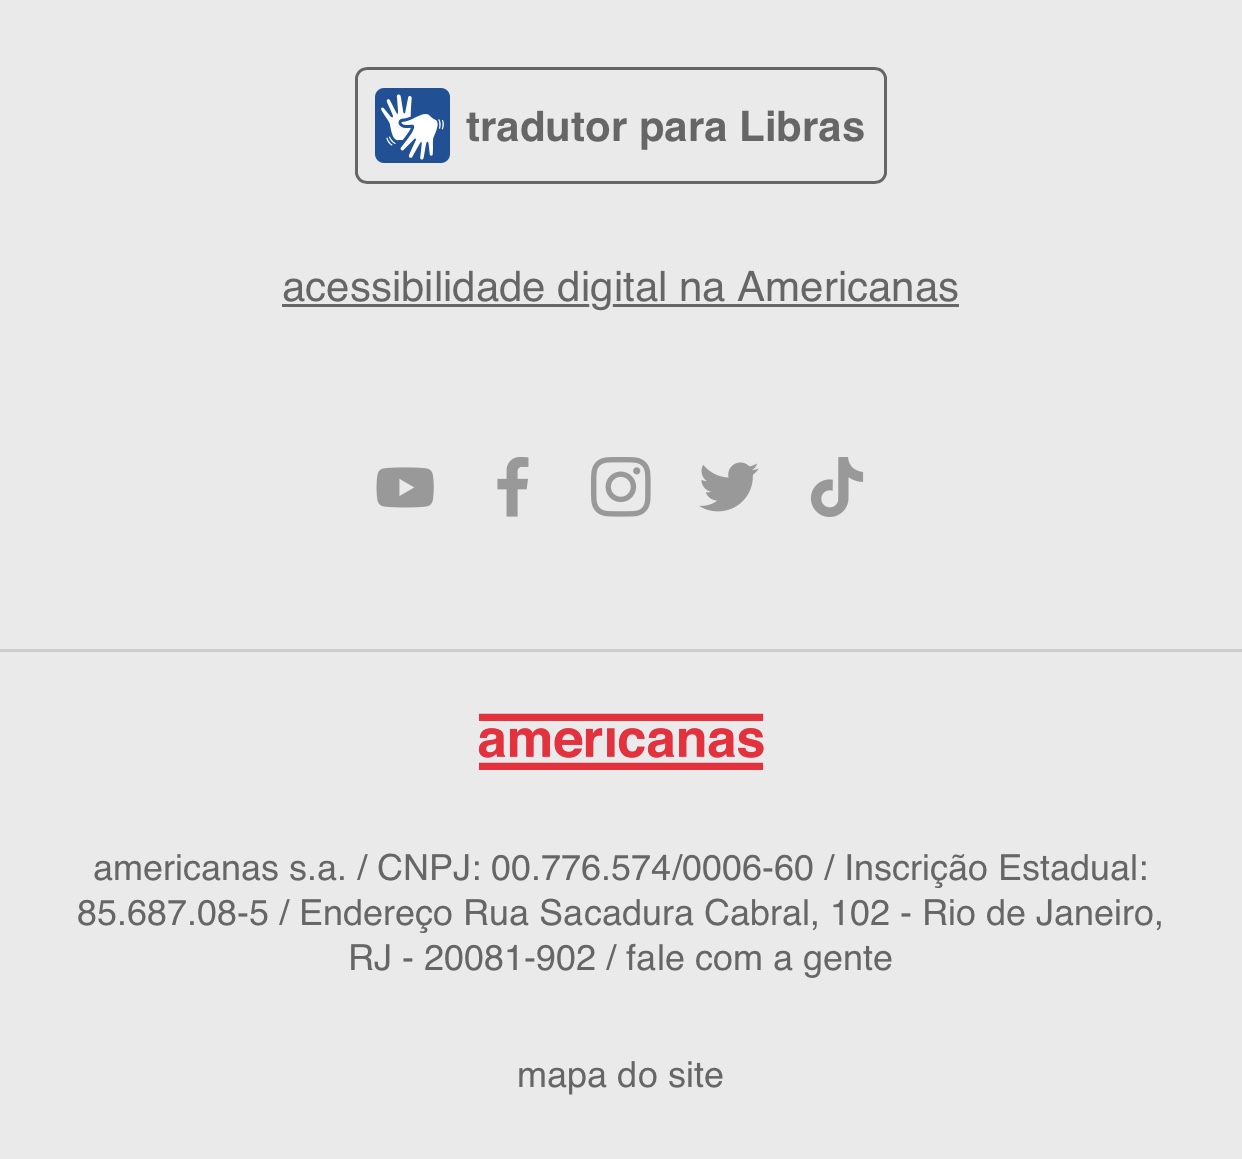 tradutor para Libras
acessibilidade digital na Americanas
americanas
americanas s.a. / CNPJ: 00.776.574/0006-60 / Inscrição Estadual:
85.687.08-5 / Endereço Rua Sacadura Cabral, 102 - Rio de Janeiro,
RJ - 20081-902 / fale com a gente
mapa do site